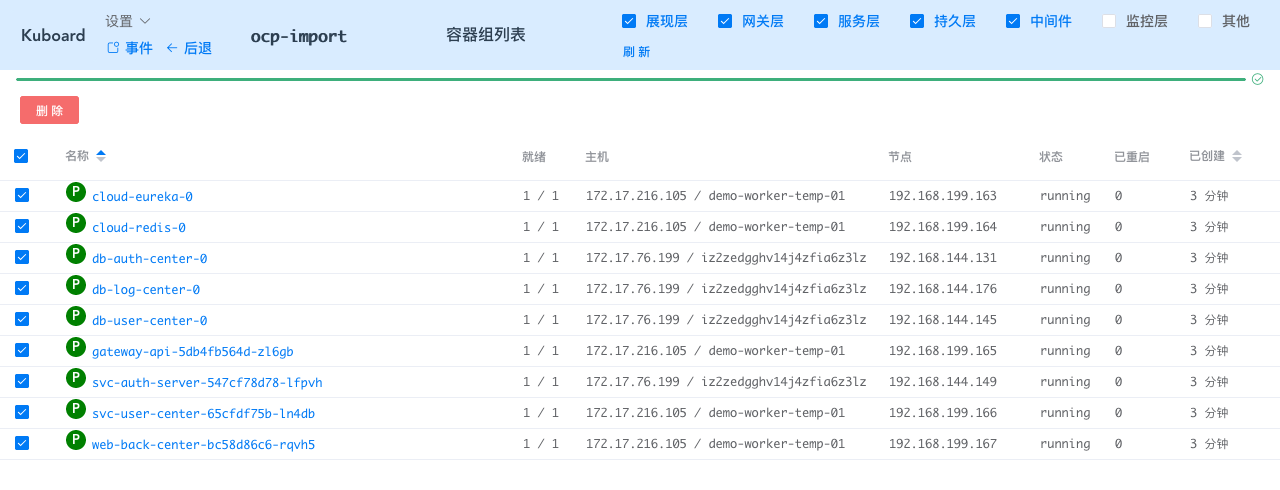 Kuboard 设置 ocp-import 容器组列表 展现层 网关层 服务层 持久层 中间件 监控层 其他
事件 后退 刷 新
删 除
名称 就绪 主机 节点 状态 已重启 已创建
P cloud-eureka-0 1 / 1 172.17.216.105 / demo-worker-temp-01 192.168.199.163 running 0 3 分钟
P cloud-redis-0 1 / 1 172.17.216.105 / demo-worker-temp-01 192.168.199.164 running 0 3 分钟
P db-auth-center-0 1 / 1 172.17.76.199 / iz2zedgghv14j4zfia6z3lz 192.168.144.131 running 0 3 分钟
P db-log-center-0 1 / 1 172.17.76.199 / iz2zedgghv14j4zfia6z3lz 192.168.144.176 running 0 3 分钟
P db-user-center-0 1 / 1 172.17.76.199 / iz2zedgghv14j4zfia6z3lz 192.168.144.145 running 0 3 分钟
P gateway-api-5db4fb564d-zl6gb 1 / 1 172.17.216.105 / demo-worker-temp-01 192.168.199.165 running 0 3 分钟
P svc-auth-server-547cf78d78-lfpvh 1 / 1 172.17.76.199 / iz2zedgghv14j4zfia6z3lz 192.168.144.149 running 0 3 分钟
P svc-user-center-65cfdf75b-ln4db 1 / 1 172.17.216.105 / demo-worker-temp-01 192.168.199.166 running 0 3 分钟
P web-back-center-bc58d86c6-rqvh5 1 / 1 172.17.216.105 / demo-worker-temp-01 192.168.199.167 running 0 3 分钟